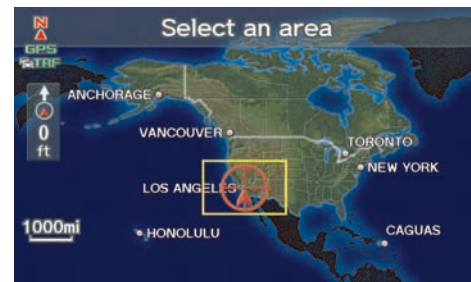 N
Select an area
GPS
TRF
ANCHORAGE
0
ft
VANCOUVER
TORONTO
NEW YORK
LOS ANGELES
1000mi
HONOLULU
CAGUAS